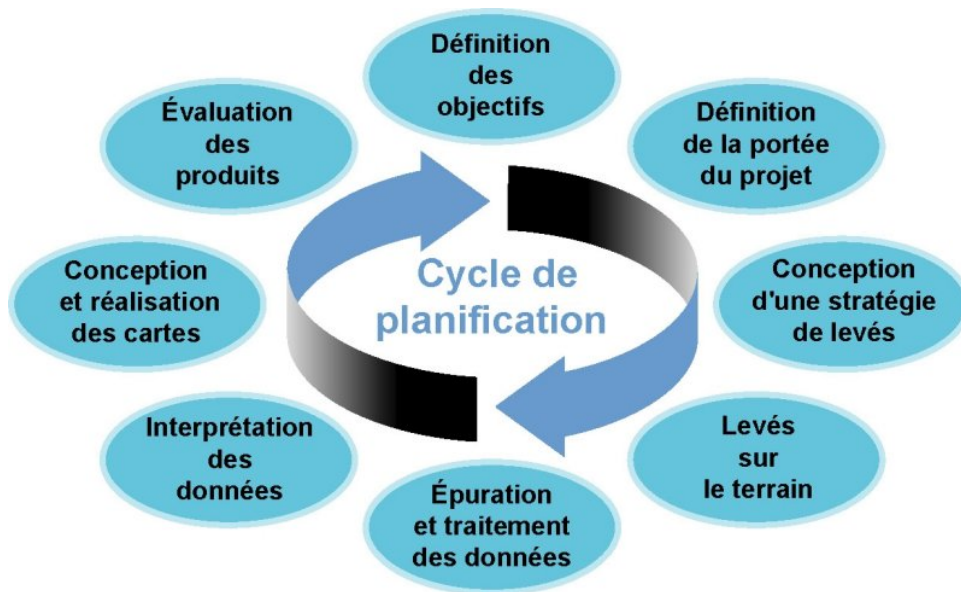 Définition
des
objectifs
Définition
de la portée
du projet
Conception
d'une stratégie
de levés
Levés
sur
le terrain
Épuration
et traitement
des données
Interprétation
des
données
Conception
et réalisation
des cartes
Évaluation
des
produits
Cycle de
planification